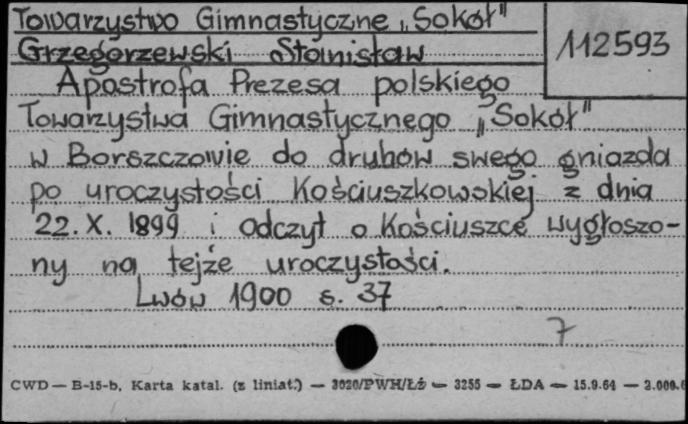 Towarzystwo Gimnastyczne „Sokół"
112593
Grzegorzewski Stanisław
Apostrofa Prezesa polskiego
Towarzystwa Gimnastycznego „Sokół"
w Borszczowie do druhów swego gniazda
po uroczystości Kościuszkowskiej z dnia
22.X. 1899 i odczyt o Kościuszce wygłoszo-
ny na tejże uroczystości.
Lwów 1900 s. 37
7
CWD — B-15-b, Karta katal. (z liniat.) — 3020/PWH/Łż — 3255 — ŁDA — 15.9.64 — 2.000.